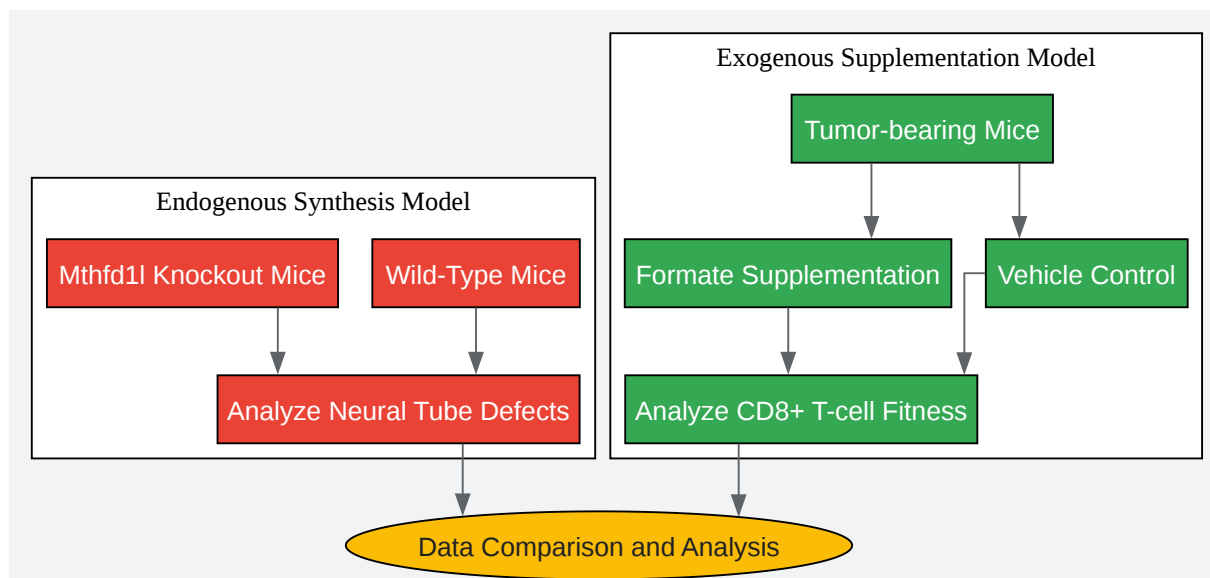 Endogenous Synthesis Model
Mthfd1l Knockout Mice
Wild-Type Mice
Analyze Neural Tube Defects
Exogenous Supplementation Model
Tumor-bearing Mice
Formate Supplementation
Vehicle Control
Analyze CD8+ T-cell Fitness
Data Comparison and Analysis